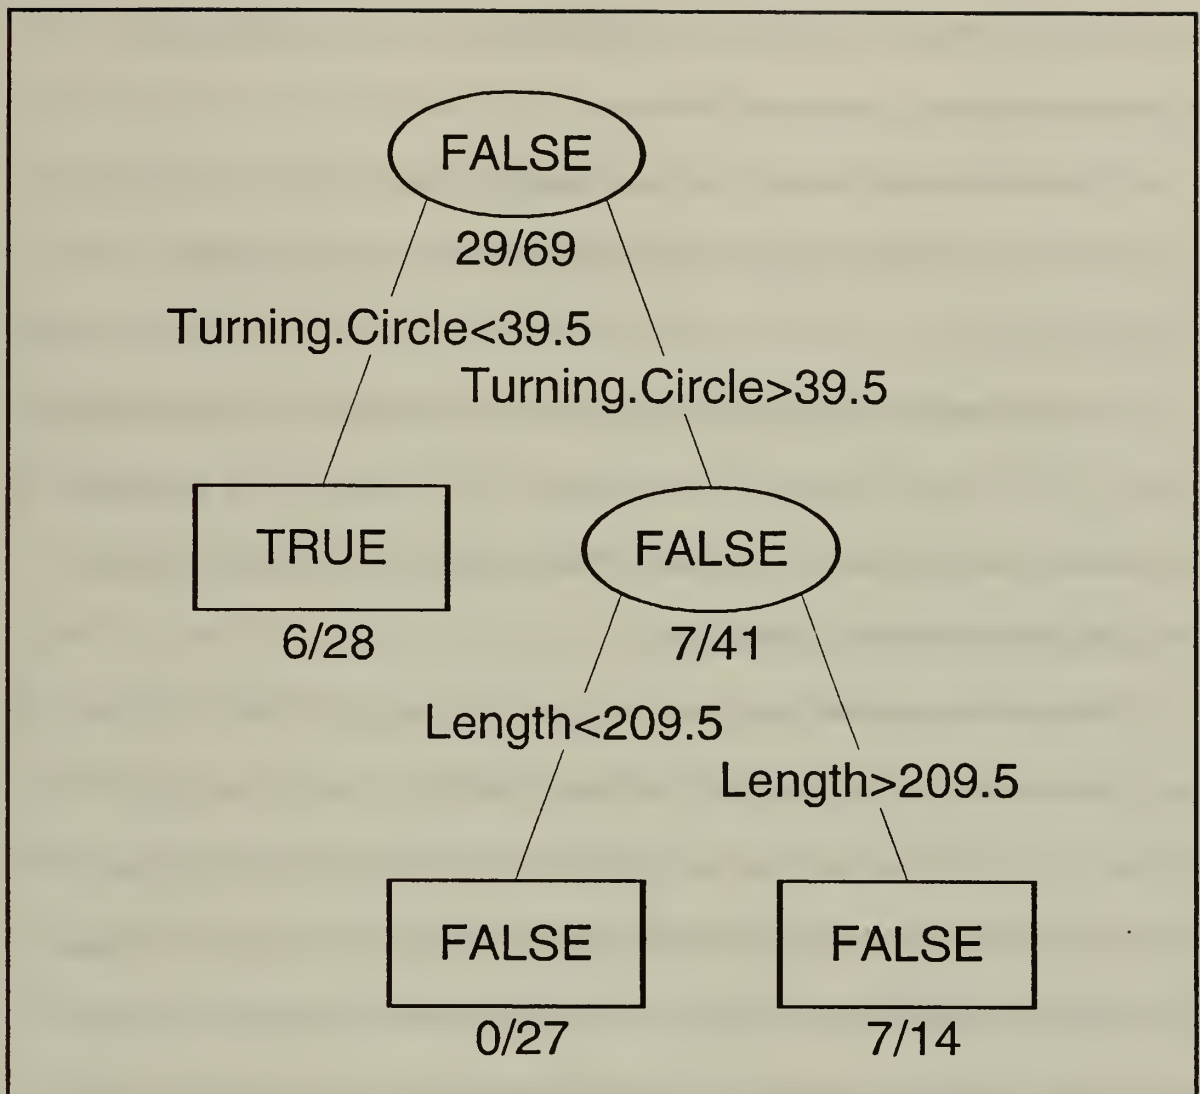 FALSE
29/69
Turning.Circle<39.5
Turning.Circle>39.5
TRUE
FALSE
6/28
7/41
Length<209.5
Length>209.5
FALSE
FALSE
0/27
7/14